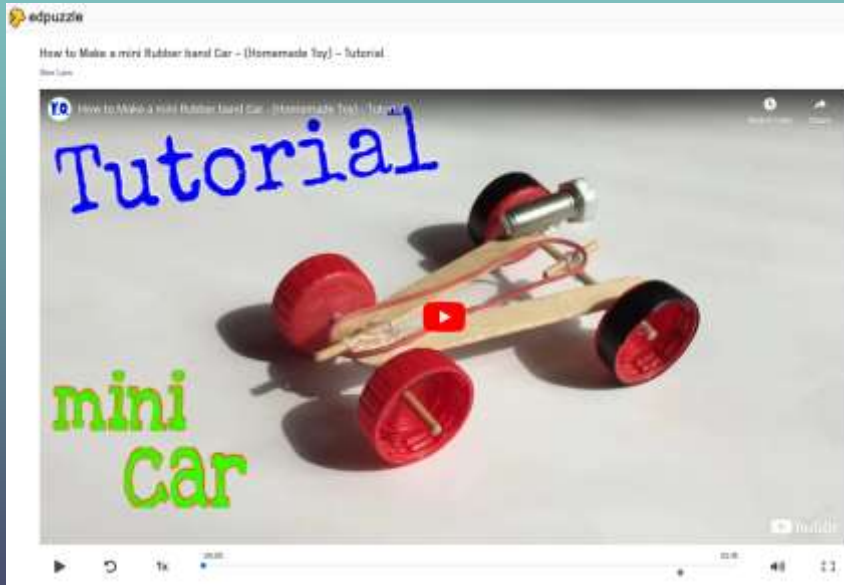 edpuzzle
How to Make a mini Rubber band Car - (Homemade Toy) - Tutorial
How to Make a mini Rubber band Car - (Homemade Toy) - Tutorial
Tutorial
mini
car
YouTube
1x